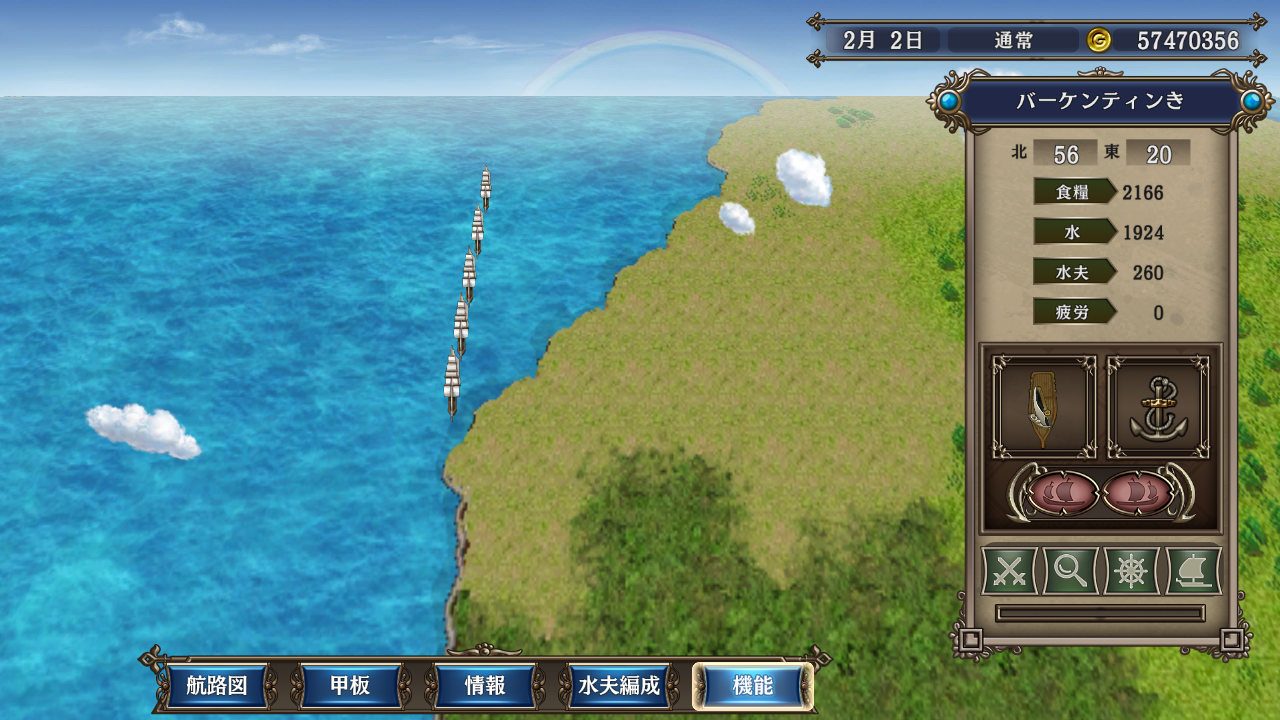 2月 2日 通常 G 57470356
バーケンティンき
北 56 東 20
食糧 2166
水 1924
水夫 260
疲労 0
航路図 甲板 情報 水夫編成 機能